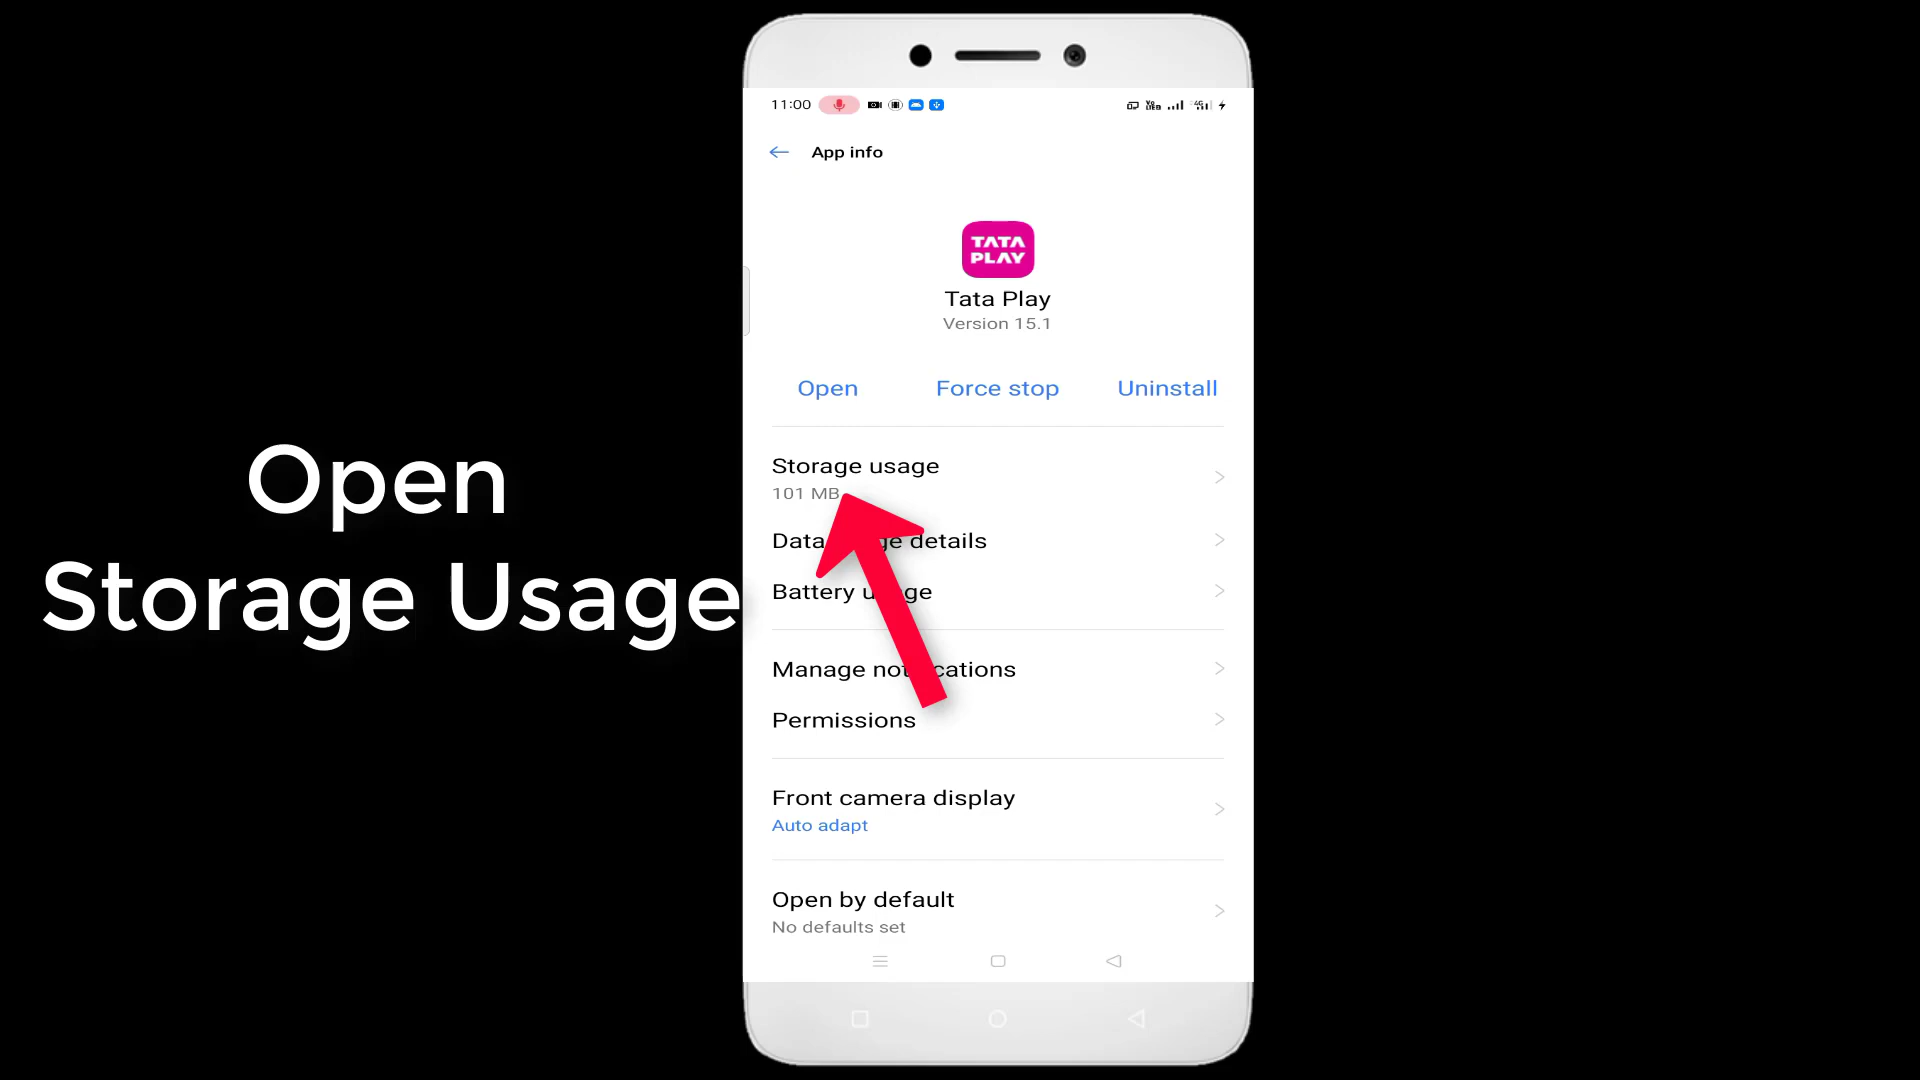 11:00
App info
TATA
PLAY
Tata Play
Version 15.1
Open Force stop Uninstall
Open
Storage Usage
Storage usage
101 MB
Data ge details
Battery u ge
Manage not cations
Permissions
Front camera display
Auto adapt
Open by default
No defaults set